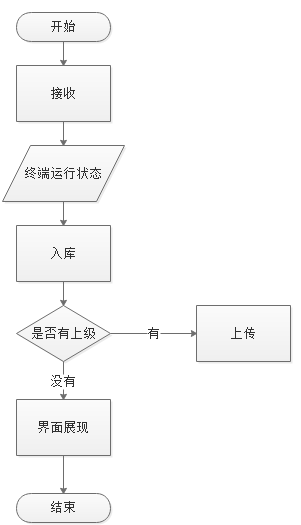 开始
接收
终端运行状态
入库
是否有上级
有
上传
没有
界面展现
结束